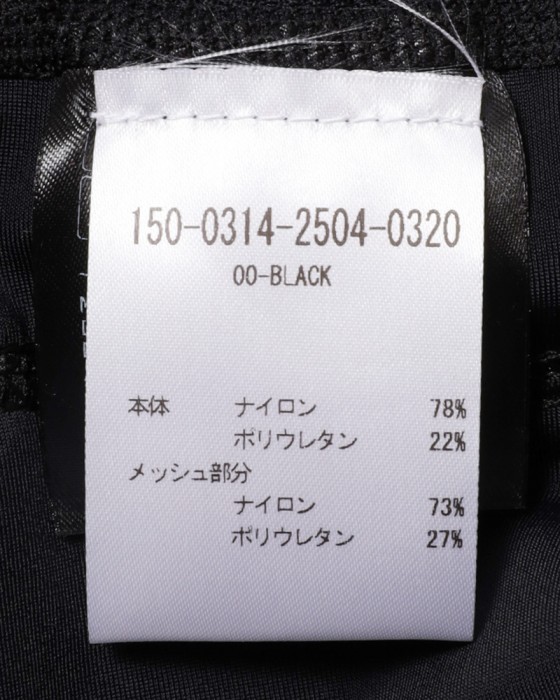 150-0314-2504-0320
00-BLACK
本体 ナイロン 78%
ポリウレタン 22%
メッシュ部分
ナイロン 73%
ポリウレタン 27%